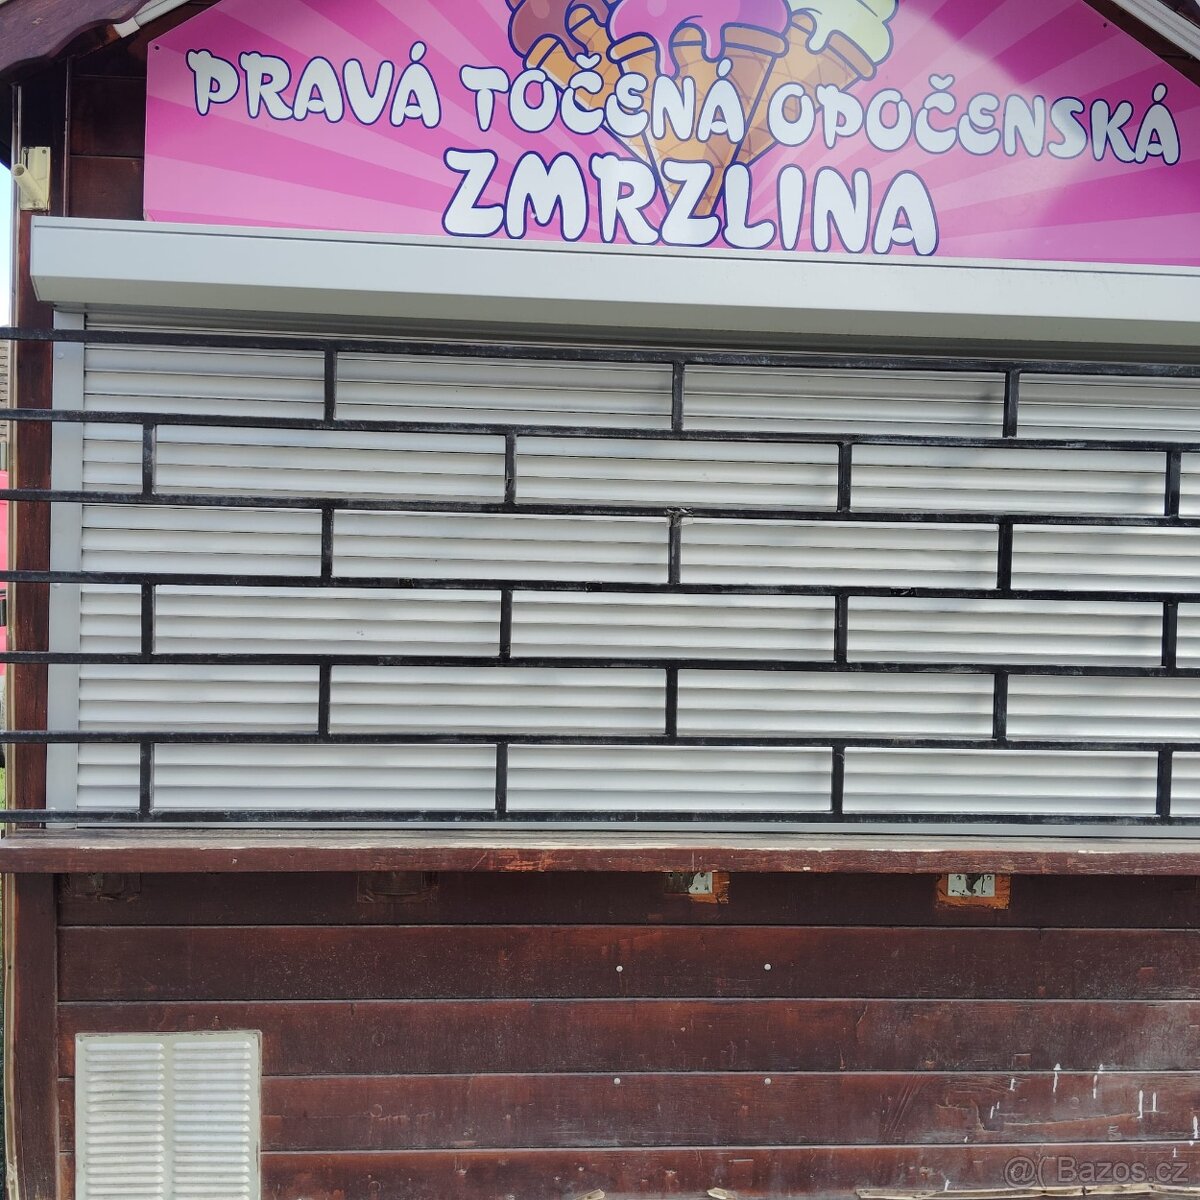 PRAVÁ TOČENÁ OPOČENSKÁ
ZMRZLINA
@( Bazos.cz